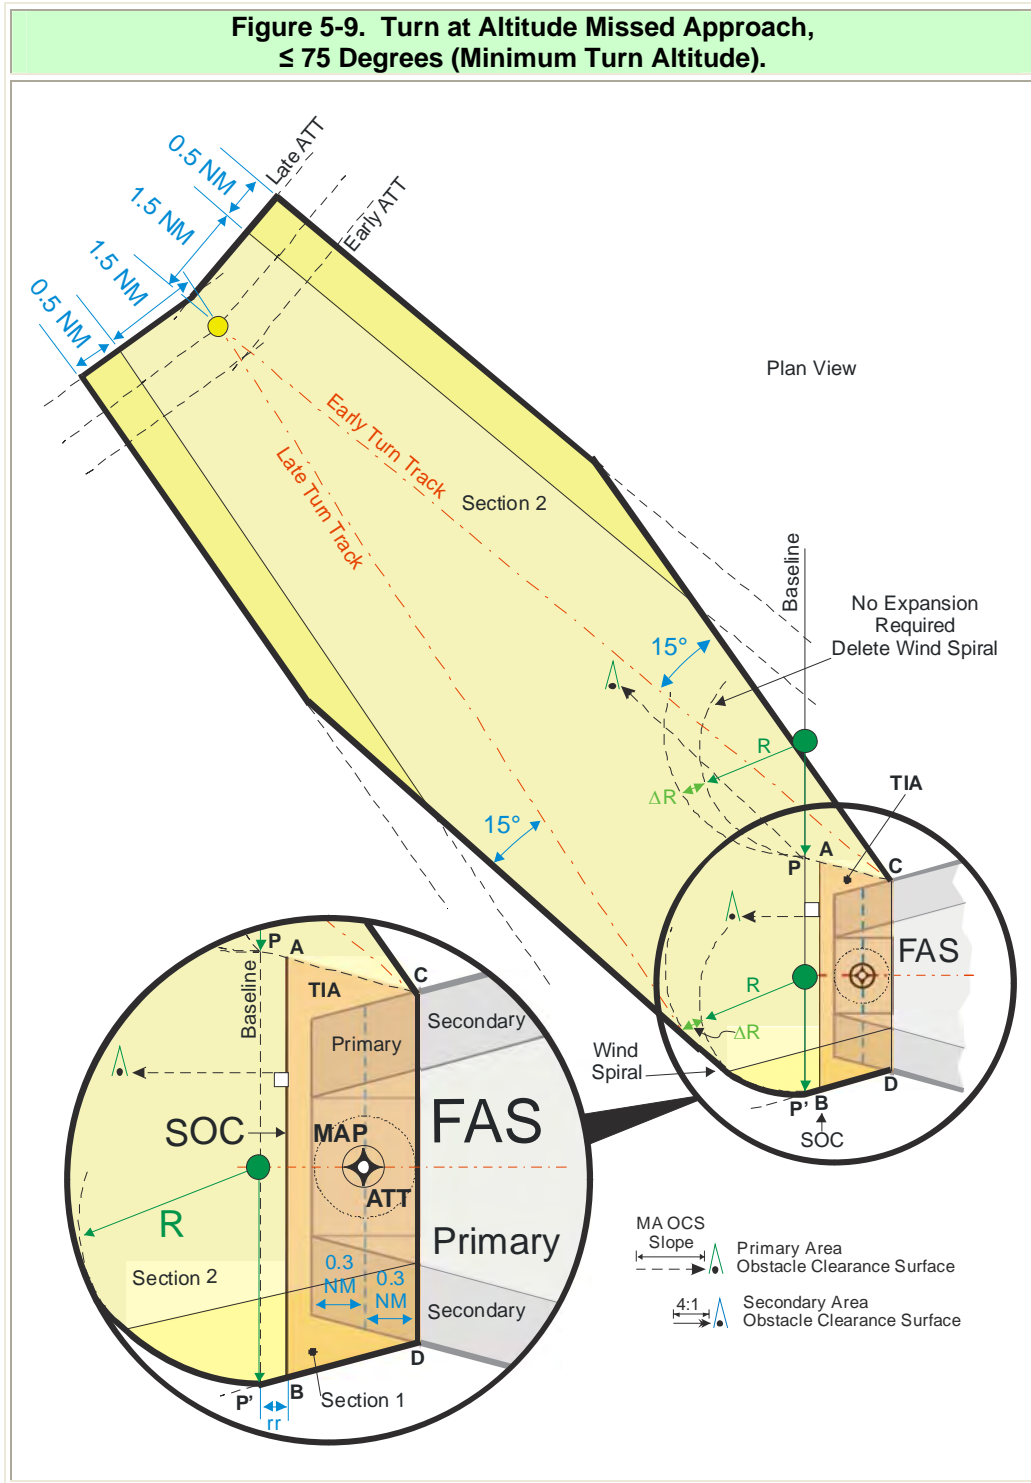 Figure 5-9. Turn at Altitude Missed Approach,
≤ 75 Degrees (Minimum Turn Altitude).
0.5 NM
Late ATT
1.5 NM
Early ATT
1.5 NM
0.5 NM
Plan View
Early Turn Track
Late Turn Track
Section 2
Baseline
No Expansion
Required
Delete Wind Spiral
15°
R
ΔR
TIA
15°
P
A
C
FAS
R
ΔR
Wind
Spiral
D
P'
B
SOC
P
A
Baseline
C
TIA
Secondary
Primary
FAS
SOC
MAP
ATT
R
Primary
0.3
NM
0.3
NM
Section 2
Secondary
D
B
P'
Section 1
rr
MA OCS
Slope
Primary Area
Obstacle Clearance Surface
4:1
Secondary Area
Obstacle Clearance Surface